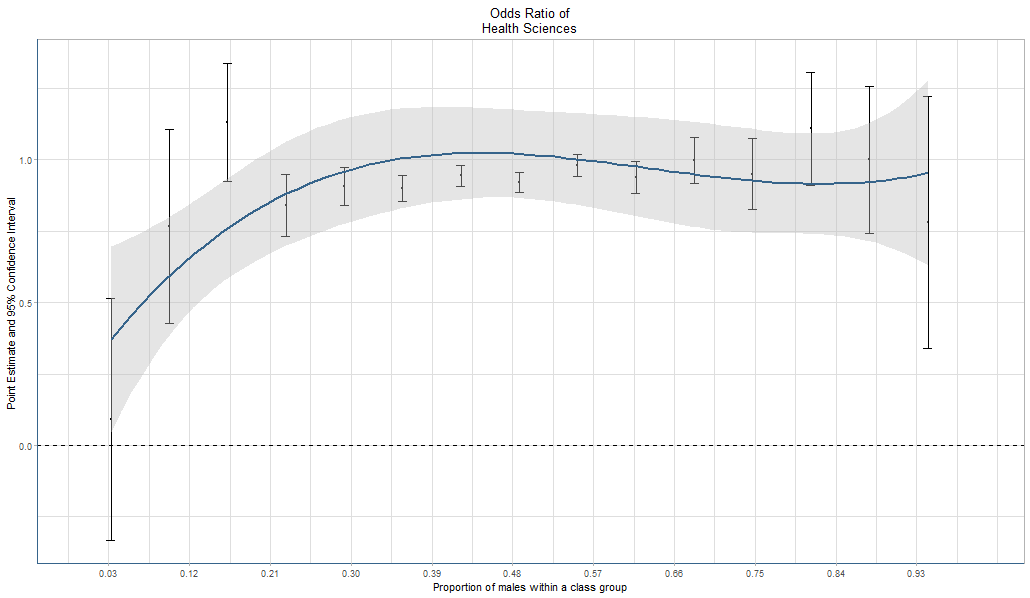 Odds Ratio of
Health Sciences
Point Estimate and 95% Confidence Interval
1.0
0.5
0.0
0.03 0.12 0.21 0.30 0.39 0.48 0.57 0.66 0.75 0.84 0.93
Proportion of males within a class group